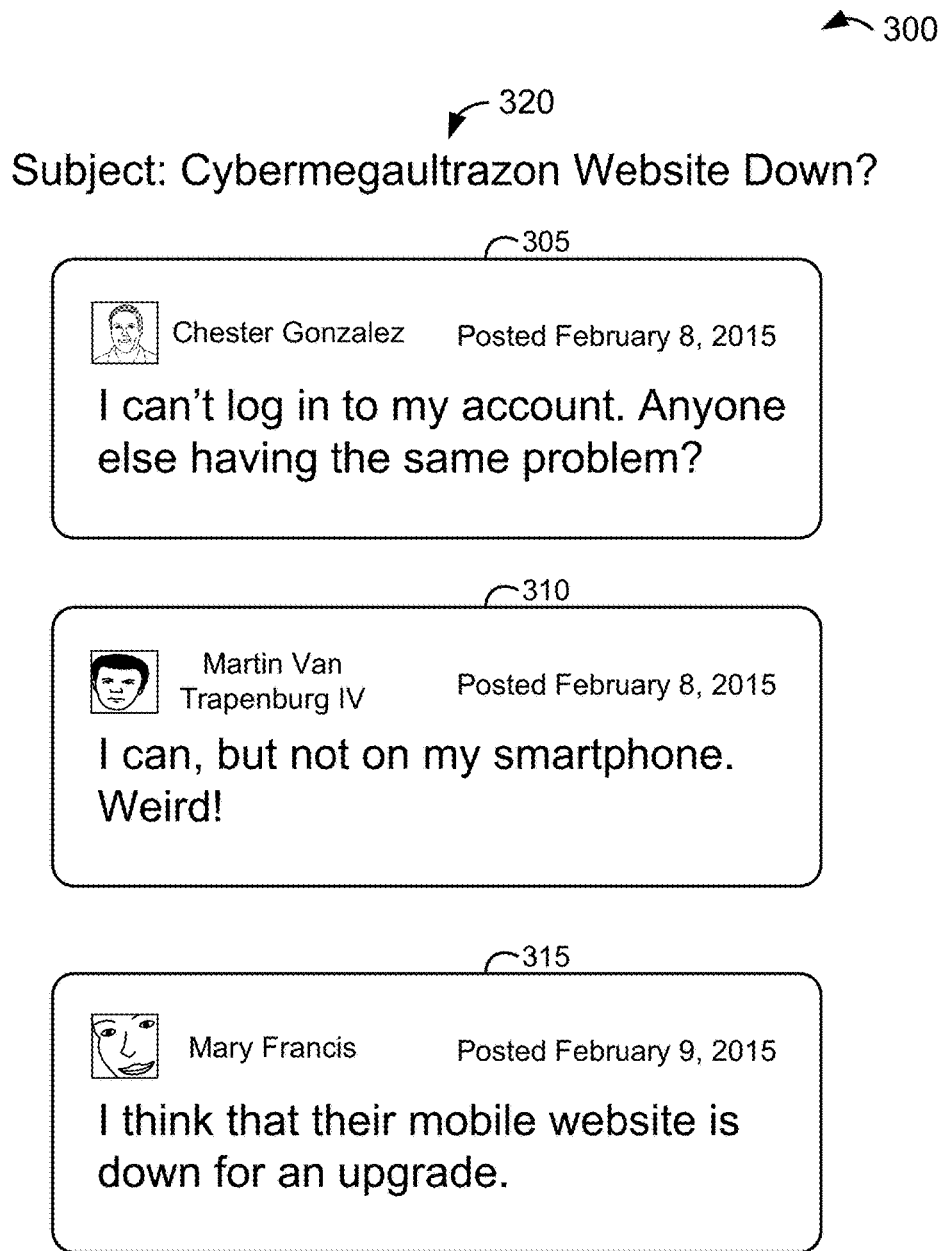 300
320
Subject: Cybermegaultrazon Website Down?
305
Chester Gonzalez Posted February 8, 2015
I can’t log in to my account. Anyone
else having the same problem?
310
Martin Van
Trapenburg IV
Posted February 8, 2015
I can, but not on my smartphone.
Weird!
315
Mary Francis Posted February 9, 2015
I think that their mobile website is
down for an upgrade.